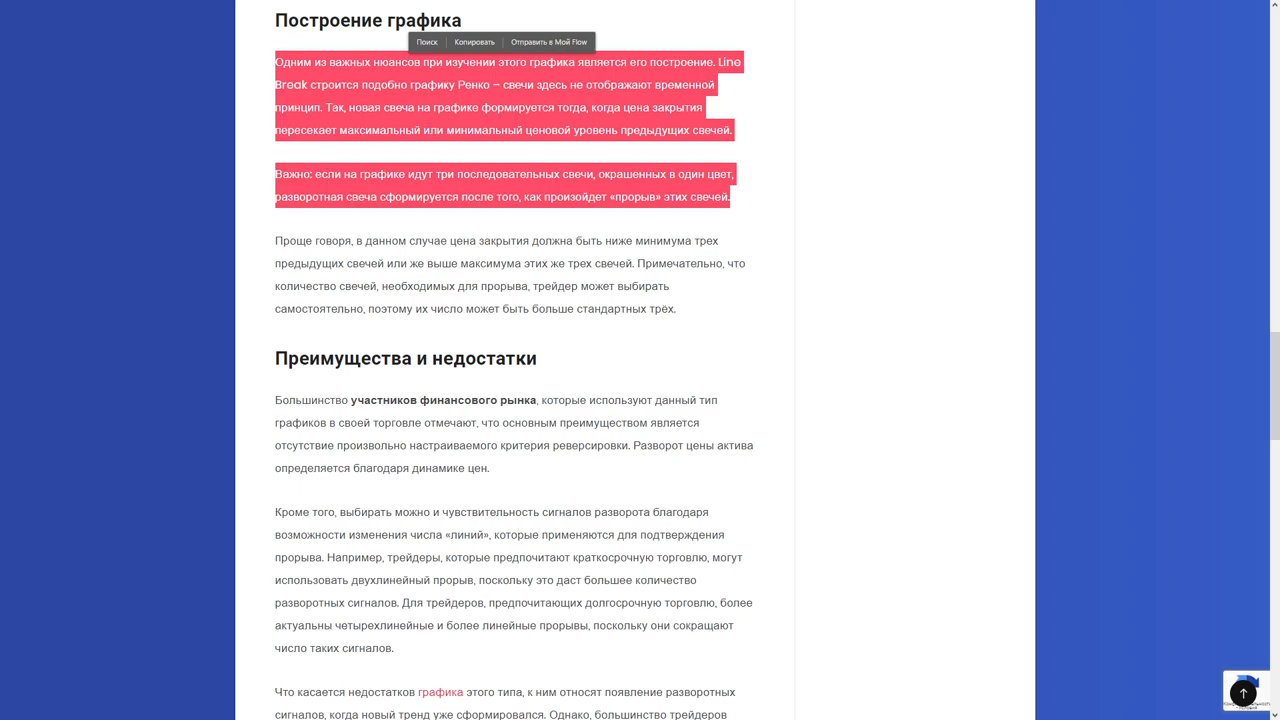 Построение графика
Поиск
Копировать
Отправить в Мой Flow
Одним из важных нюансов при изучении этого графика является его построение. Line
Break строится подобно графику Ренко – свечи здесь не отображают временной
принцип. Так, новая свеча на графике формируется тогда, когда цена закрытия
пересекает максимальный или минимальный ценовой уровень предыдущих свечей.
Важно: если на графике идут три последовательных свечи, окрашенных в один цвет,
разворотная свеча сформируется после того, как произойдет «прорыв» этих свечей.
Проще говоря, в данном случае цена закрытия должна быть ниже минимума трех
предыдущих свечей или же выше максимума этих же трех свечей. Примечательно, что
количество свечей, необходимых для прорыва, трейдер может выбирать
самостоятельно, поэтому их число может быть больше стандартных трёх.
Преимущества и недостатки
Большинство участников финансового рынка, которые используют данный тип
графиков в своей торговле отмечают, что основным преимуществом является
отсутствие произвольно настраиваемого критерия реверсировки. Разворот цены актива
определяется благодаря динамике цен.
Кроме того, выбирать можно и чувствительность сигналов разворота благодаря
возможности изменения числа «линий», которые применяются для подтверждения
прорыва. Например, трейдеры, которые предпочитают краткосрочную торговлю, могут
использовать двухлинейный прорыв, поскольку это даст большее количество
разворотных сигналов. Для трейдеров, предпочитающих долгосрочную торговлю, более
актуальны четырехлинейные и более линейные прорывы, поскольку они сокращают
число таких сигналов.
Что касается недостатков графика этого типа, к ним относят появление разворотных
сигналов, когда новый тренд уже сформировался. Однако, большинство трейдеров